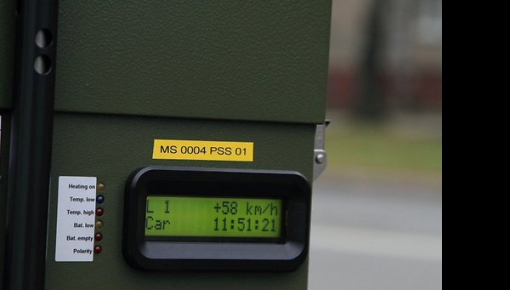 MS 0004 PSS 01
Heating on
Temp. low
Temp. high
Bat. low
Bat. empty
Polarity
L 1 +58 km/h
Car 11:51:21